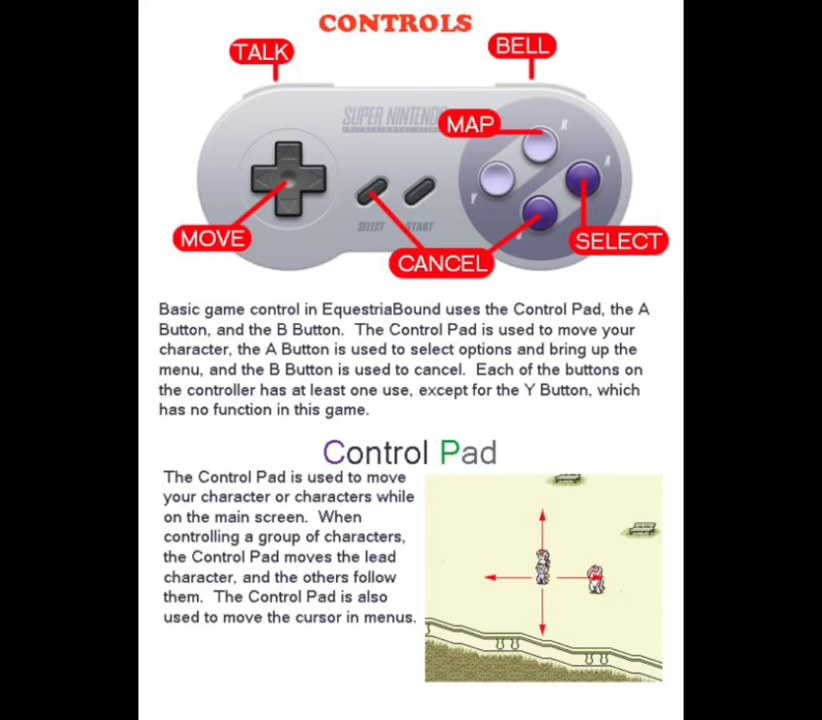 CONTROLS
TALK
BELL
SUPER NINTENDO
MAP
X
A
Y
MOVE
SELECT
START
SELECT
CANCEL
Basic game control in EquestriaBound uses the Control Pad, the A
Button, and the B Button.  The Control Pad is used to move your
character, the A Button is used to select options and bring up the
menu, and the B Button is used to cancel.  Each of the buttons on
the controller has at least one use, except for the Y Button, which
has no function in this game.
Control Pad
The Control Pad is used to move
your character or characters while
on the main screen.  When
controlling a group of characters,
the Control Pad moves the lead
character, and the others follow
them.  The Control Pad is also
used to move the cursor in menus.